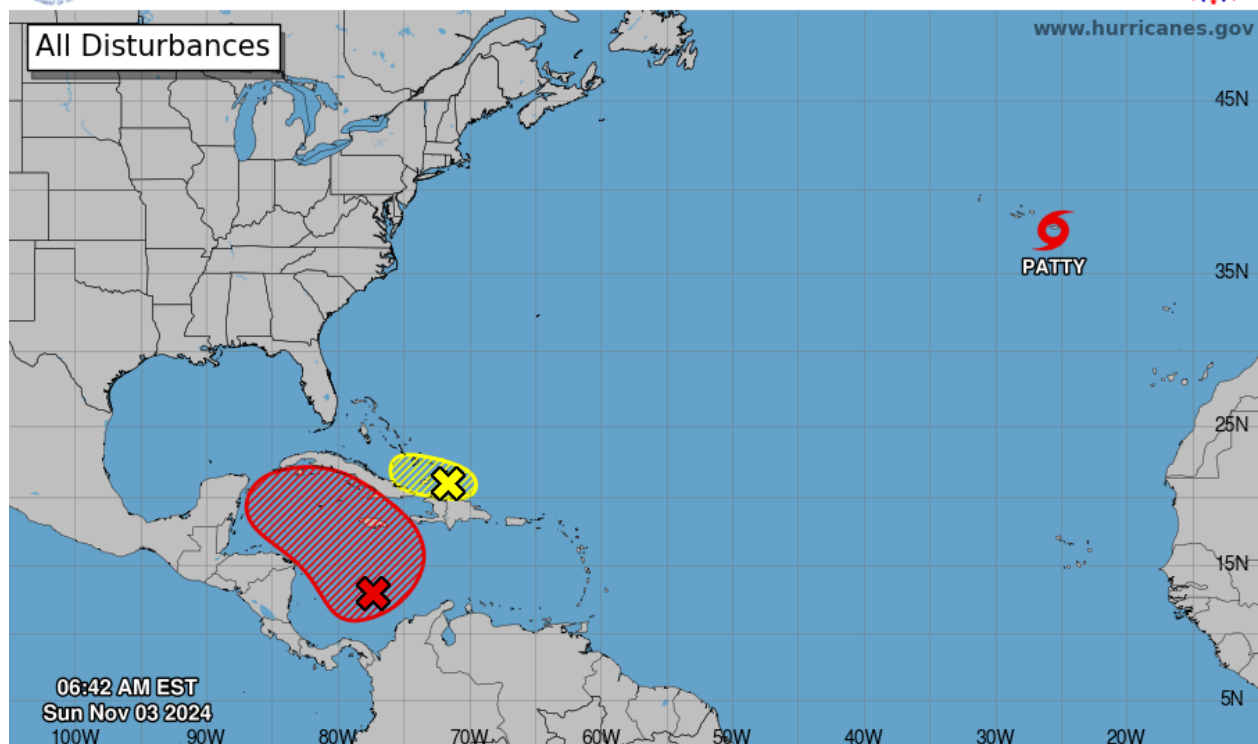 All Disturbances
www.hurricanes.gov
45N
PATTY
35N
25N
15N
06:42 AM EST
Sun Nov 03 2024
5N
100W 90W 80W 70W 60W 50W 40W 30W 20W